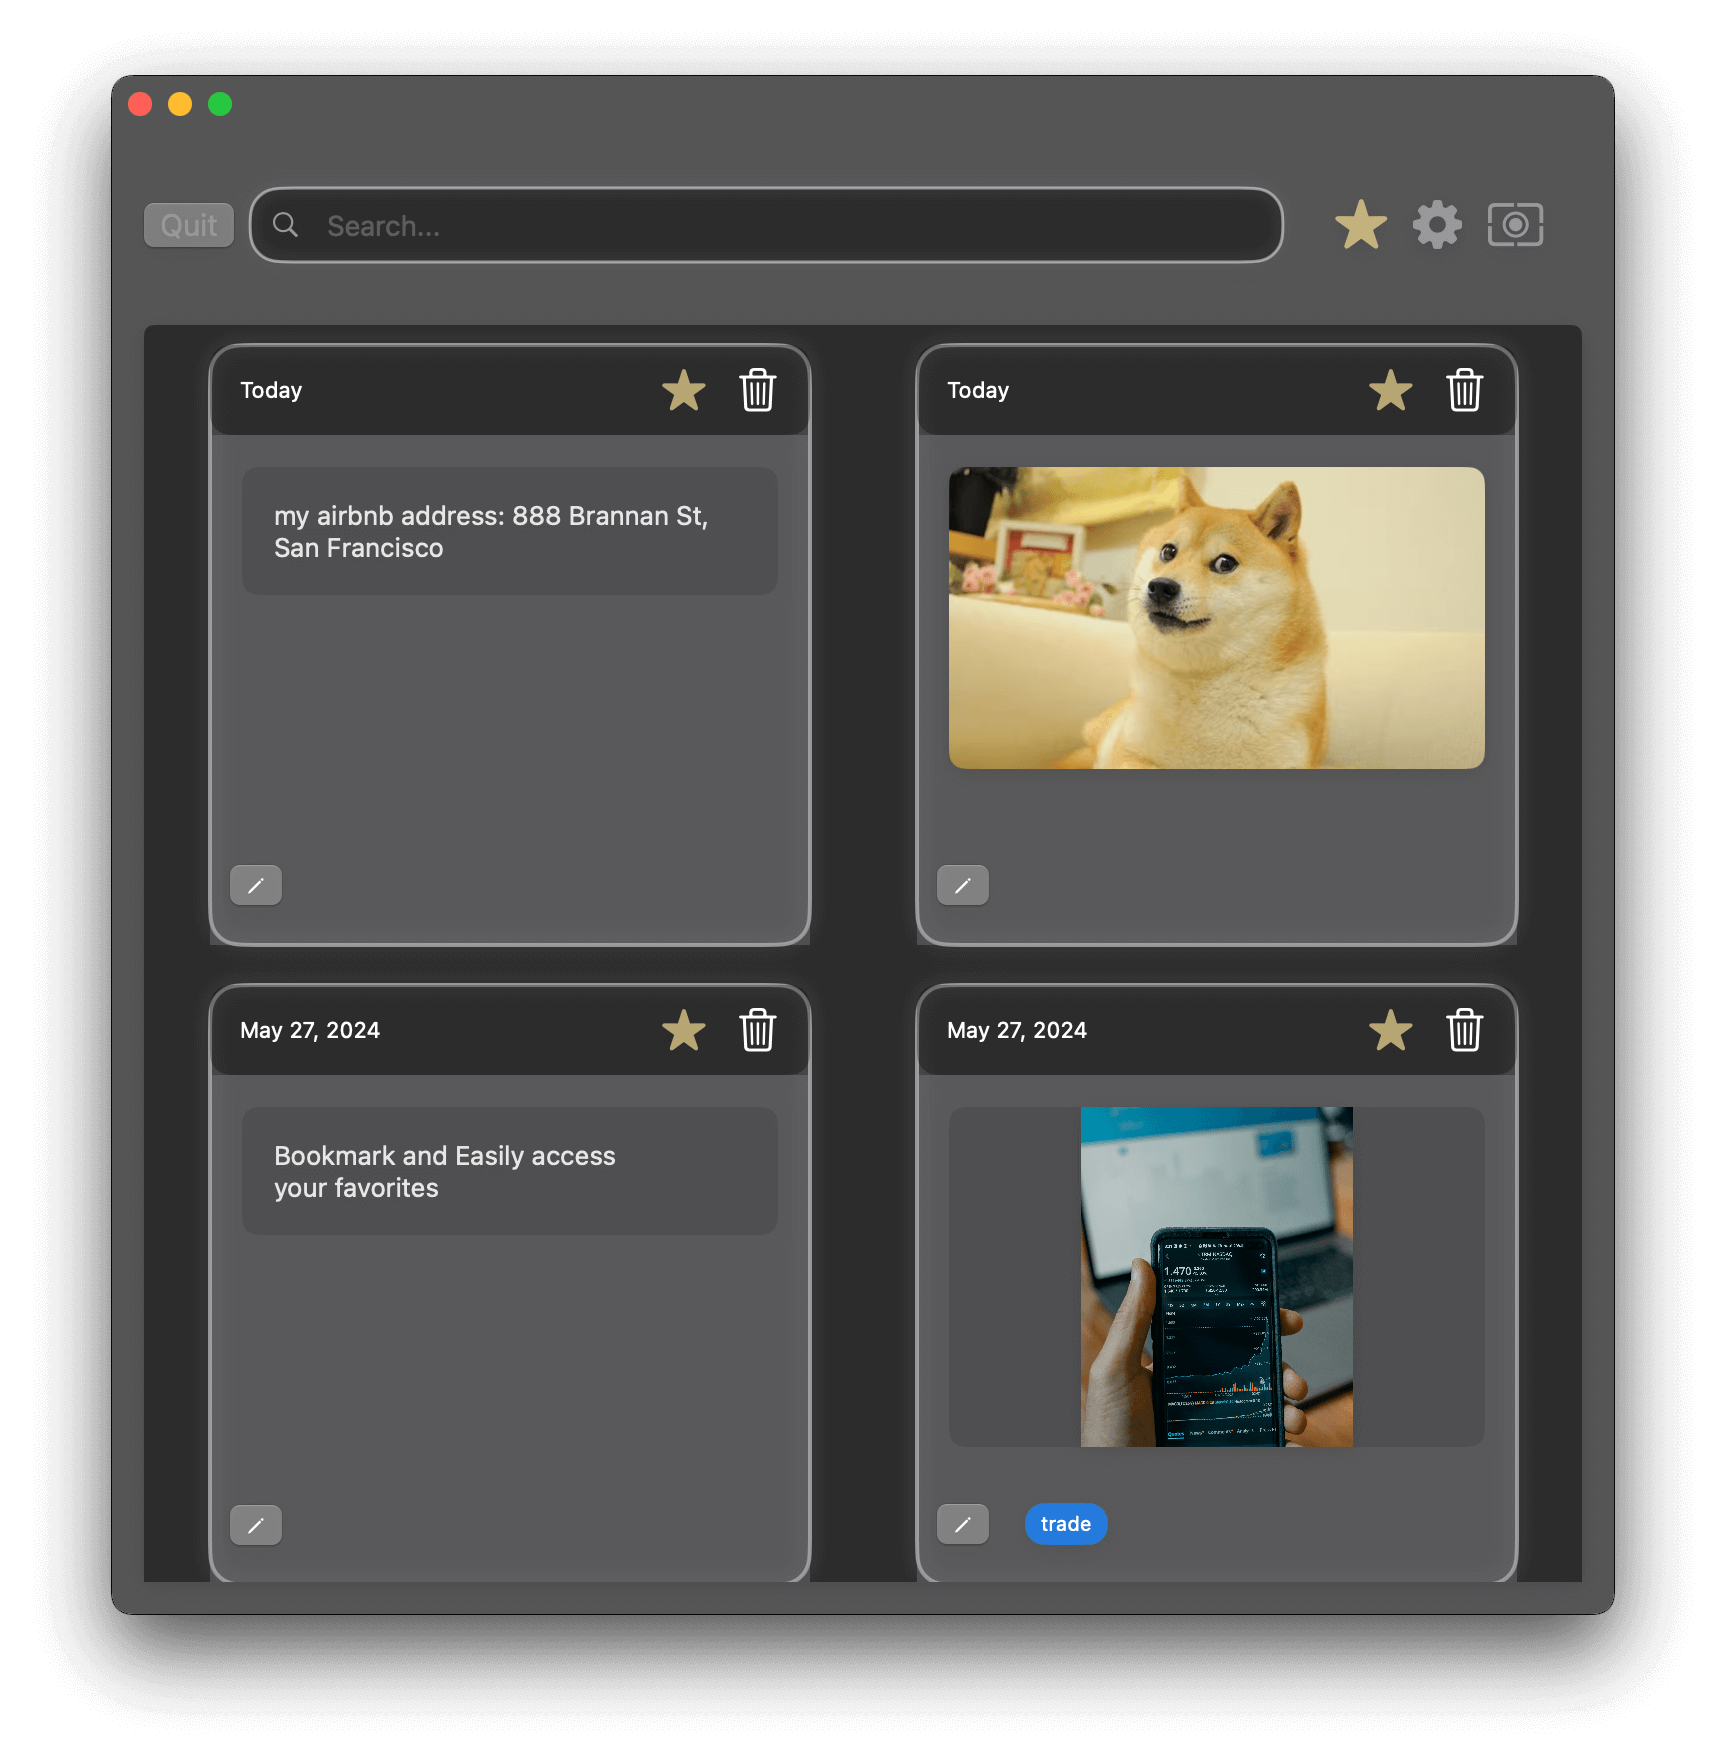 Quit
Search...
Today
my airbnb address: 888 Brannan St,
San Francisco
Today
May 27, 2024
Bookmark and Easily access
your favorites
May 27, 2024
1.470
Quotes
trade